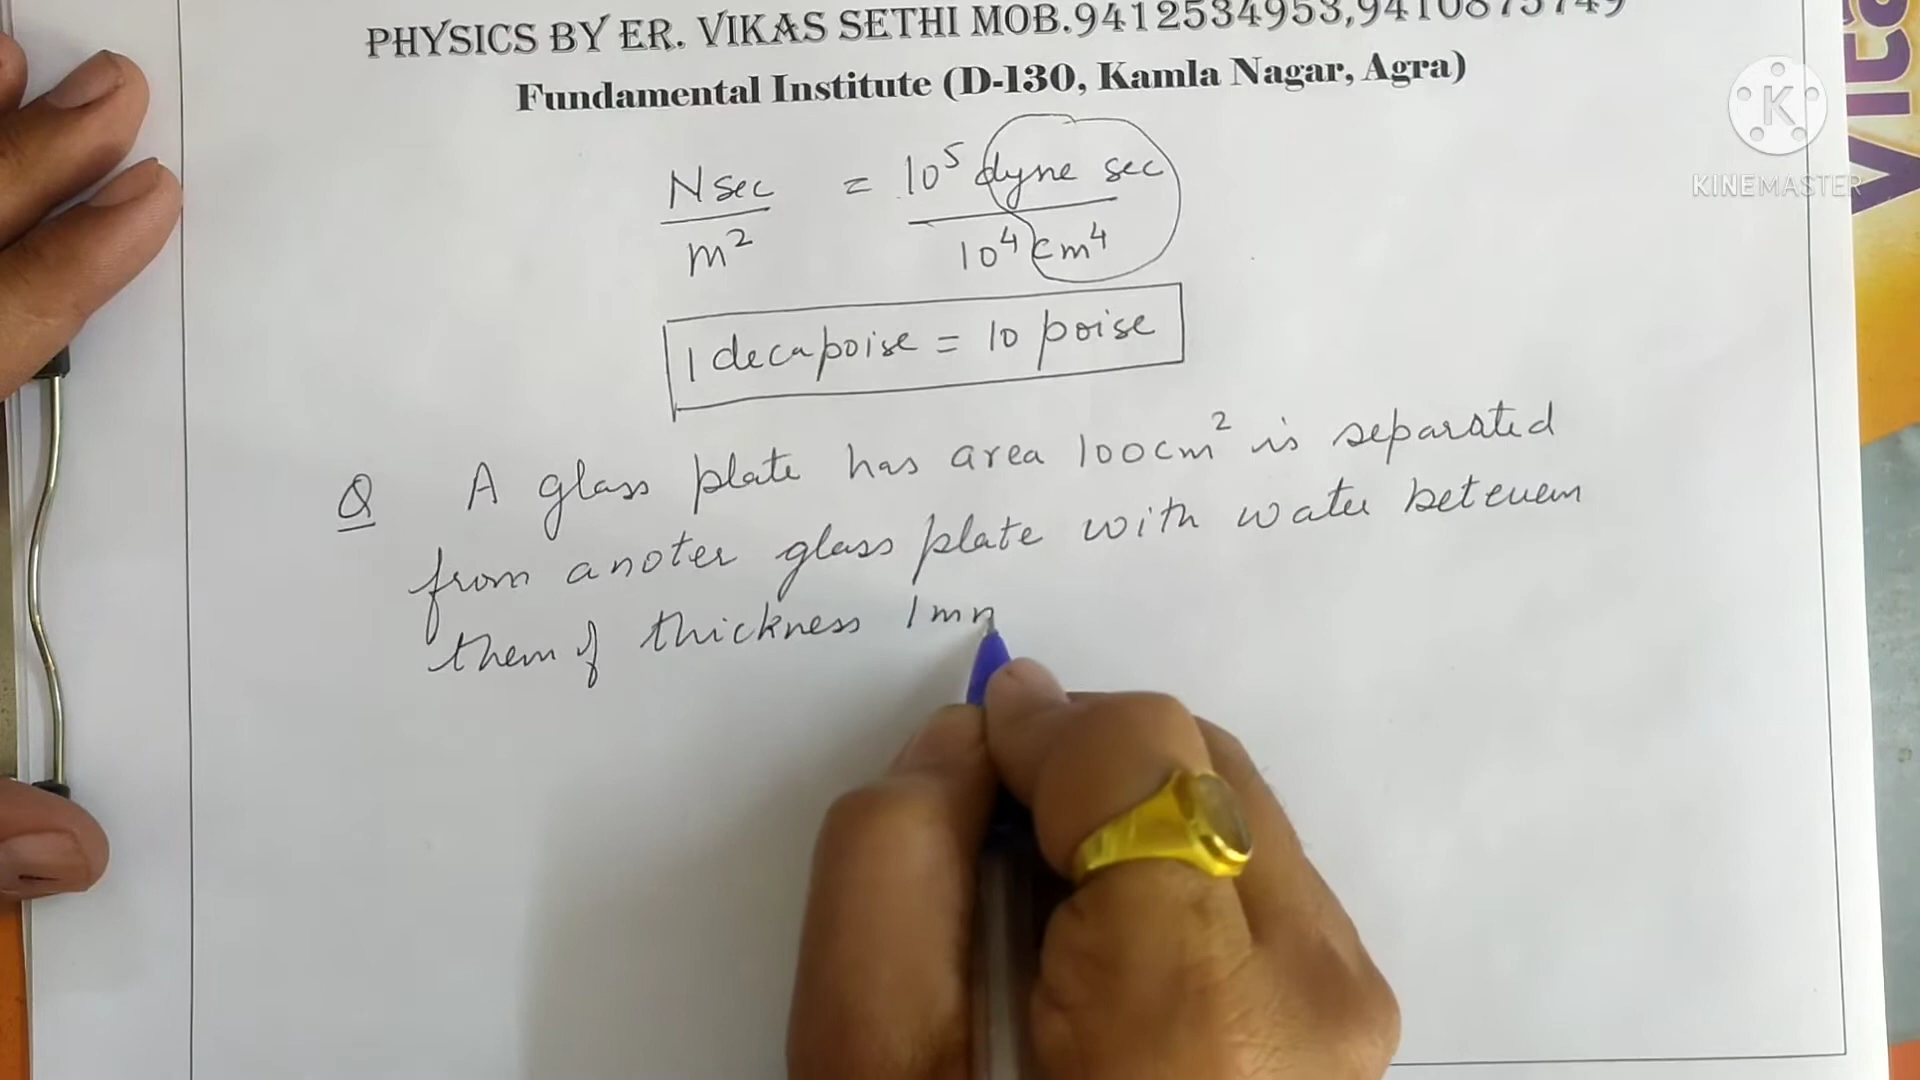 PHYSICS BY ER. VIKAS SETHI MOB.9412534953,9410875749
Fundamental Institute (D-130, Kamla Nagar, Agra)
KINEMASTER
N sec / m² = 10⁵ dyne sec / 10⁴ cm⁴
1 decapoise = 10 poise
Q A glass plate has area 100cm² is separated
from anoter glass plate with water between
them of thickness 1mm